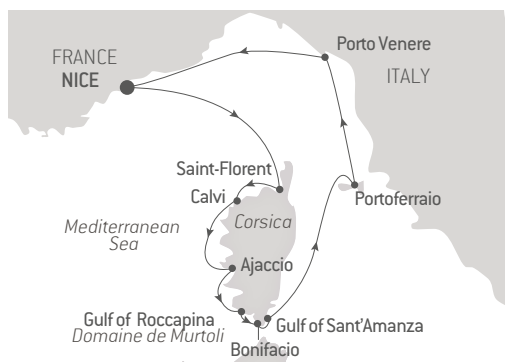 Porto Venere
FRANCE
NICE
ITALY
Saint-Florent
Calvi
Portoferraio
Corsica
Mediterranean
Sea
Ajaccio
Gulf of Roccapina
Domaine de Murtoli
Gulf of Sant'Amanza
Bonifacio